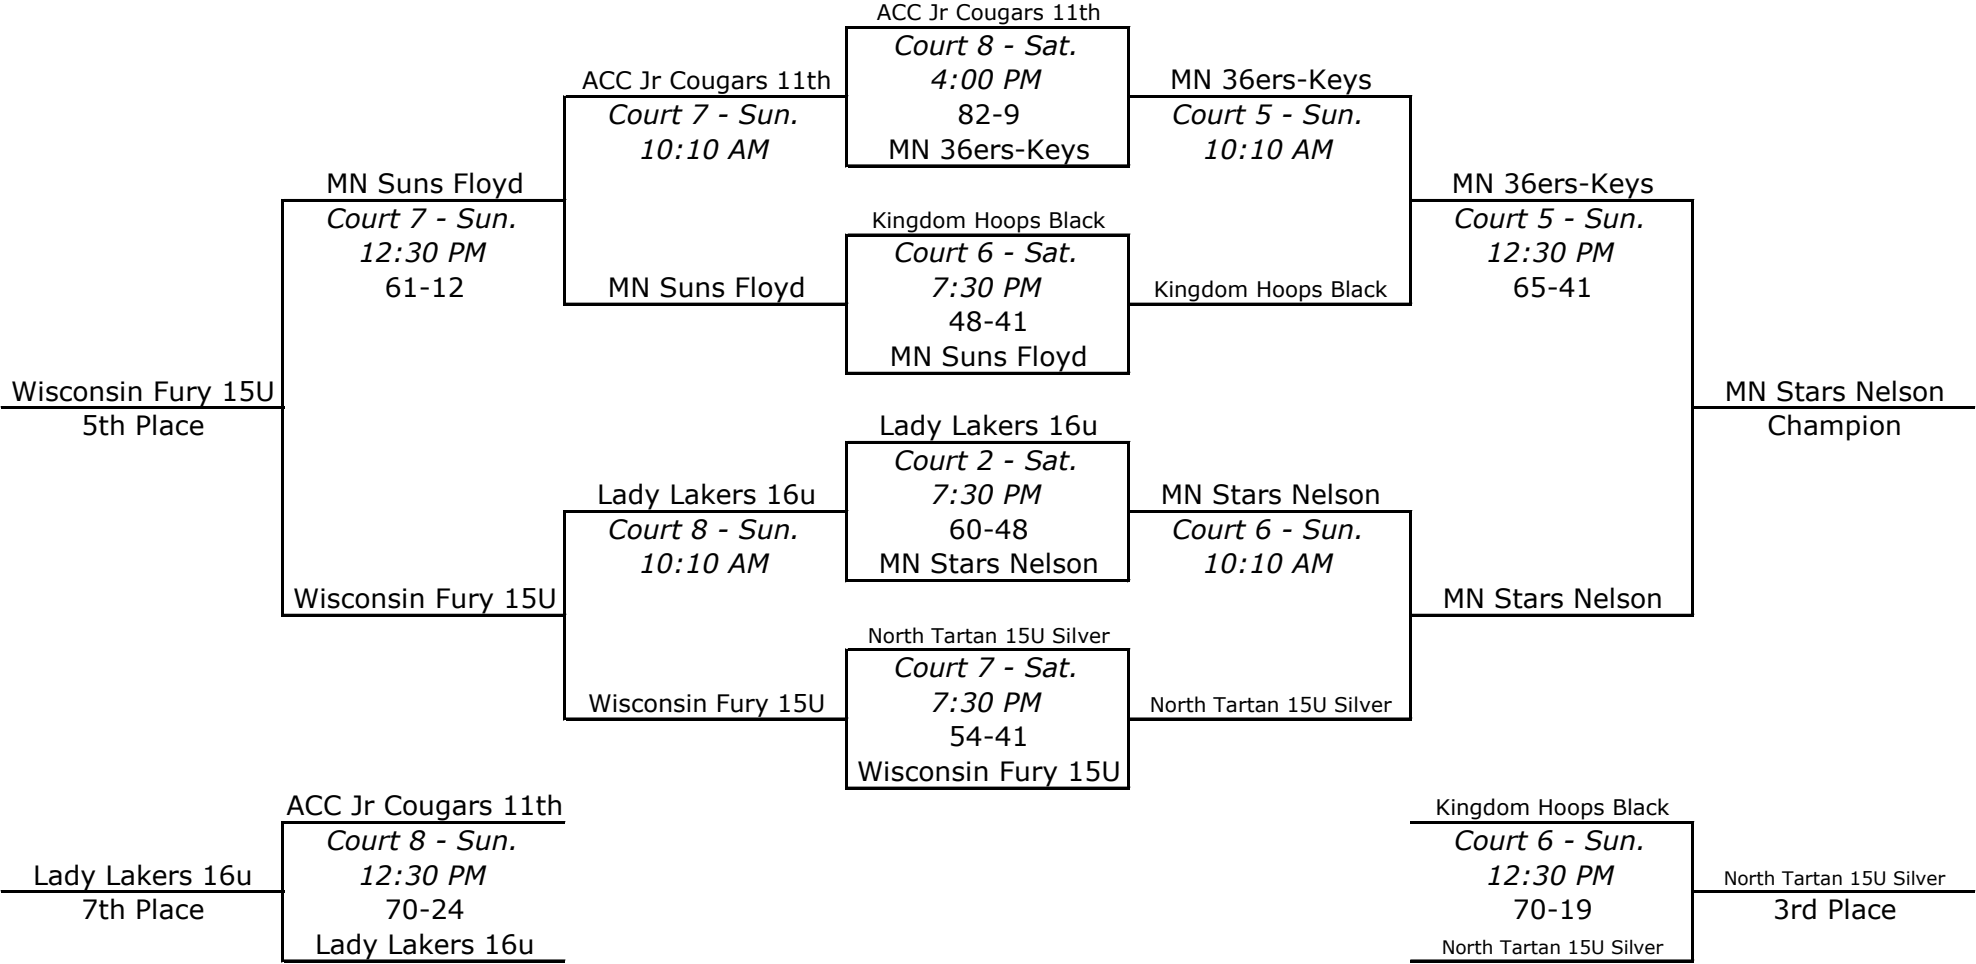 ACC Jr Cougars 11th
Court 8 - Sat.
ACC Jr Cougars 11th
4:00 PM
MN 36ers-Keys
Court 7 - Sun.
82-9
Court 5 - Sun.
10:10 AM
MN 36ers-Keys
10:10 AM
MN Suns Floyd
MN 36ers-Keys
Court 7 - Sun.
Kingdom Hoops Black
Court 5 - Sun.
12:30 PM
Court 6 - Sat.
12:30 PM
61-12
MN Suns Floyd
7:30 PM
Kingdom Hoops Black
65-41
48-41
MN Suns Floyd
Wisconsin Fury 15U
MN Stars Nelson
5th Place
Lady Lakers 16u
Champion
Court 2 - Sat.
Lady Lakers 16u
7:30 PM
MN Stars Nelson
Court 8 - Sun.
60-48
Court 6 - Sun.
10:10 AM
MN Stars Nelson
10:10 AM
Wisconsin Fury 15U
MN Stars Nelson
North Tartan 15U Silver
Court 7 - Sat.
Wisconsin Fury 15U
7:30 PM
North Tartan 15U Silver
54-41
Wisconsin Fury 15U
ACC Jr Cougars 11th
Kingdom Hoops Black
Court 8 - Sun.
Court 6 - Sun.
Lady Lakers 16u
12:30 PM
12:30 PM
North Tartan 15U Silver
7th Place
70-24
70-19
3rd Place
Lady Lakers 16u
North Tartan 15U Silver